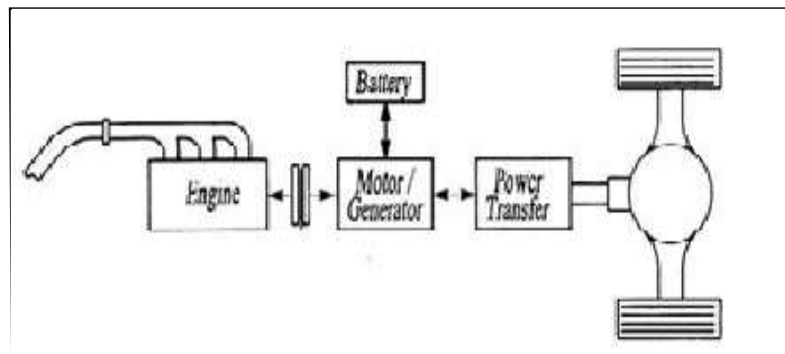 Battery
Engine
Motor /
Generator
Power
Transfer